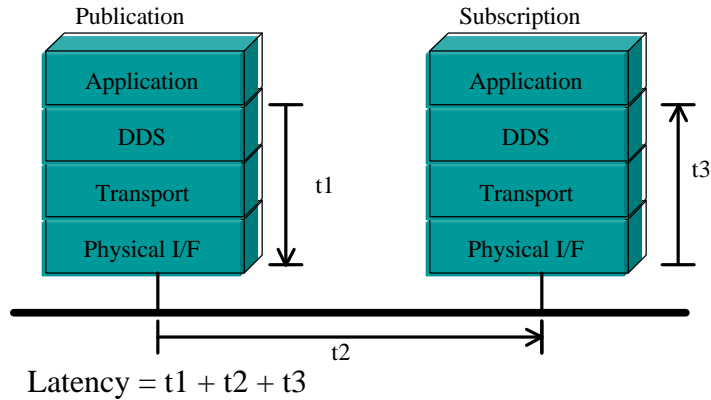 Publication
Subscription
Application
Application
DDS
DDS
t1
t3
Transport
Transport
Physical I/F
Physical I/F
t2
Latency = t1 + t2 + t3